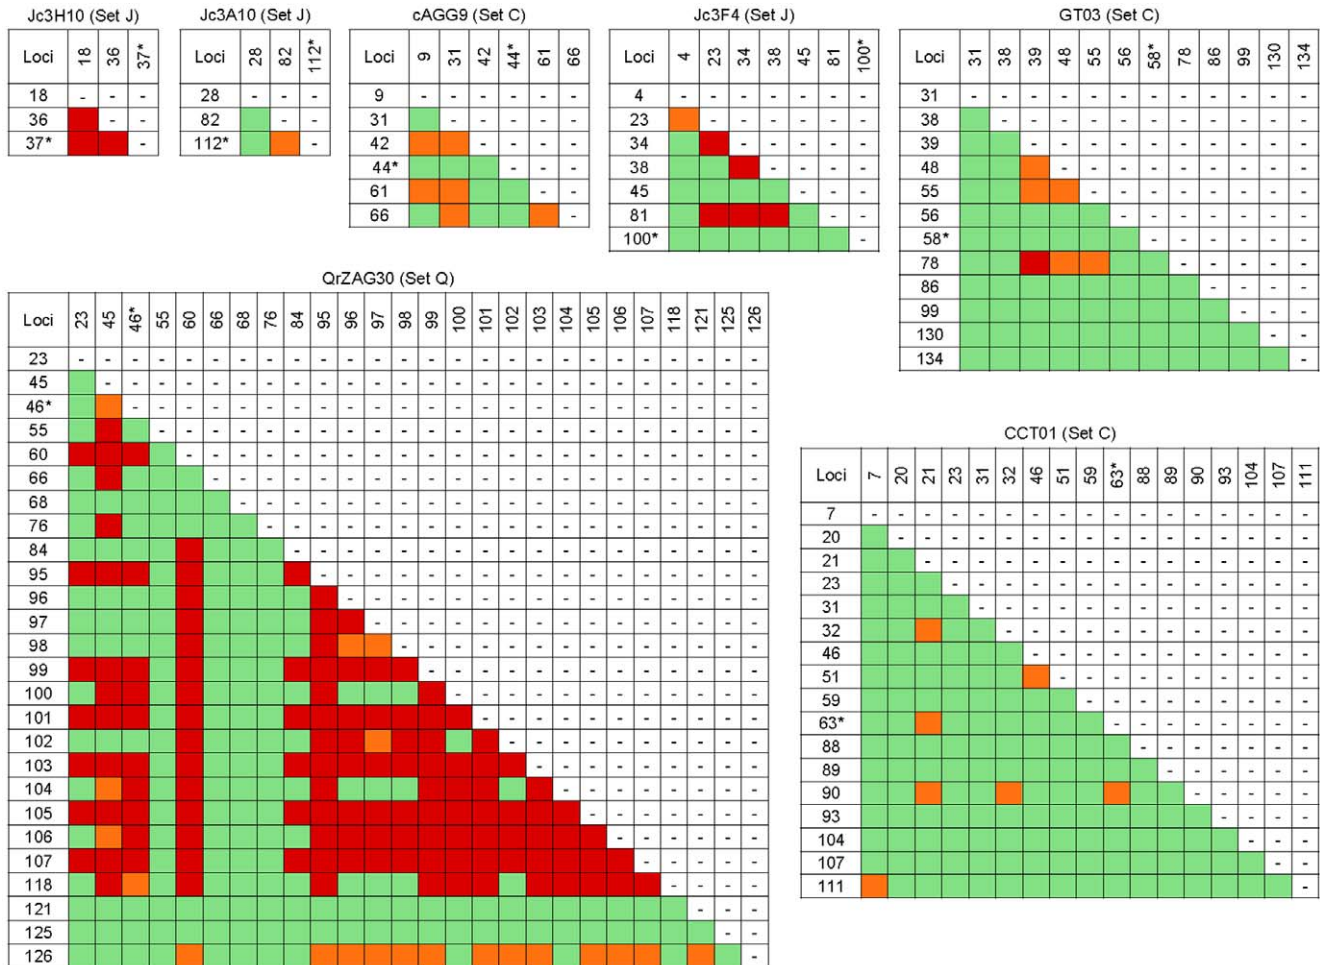 Jc3H10 (Set J)
Loci 18 36 37*
18 - - -
36 - -
37* -
Jc3A10 (Set J)
Loci 28 82 112*
28 - - -
82 - -
112* -
cAGG9 (Set C)
Loci 9 31 42 44* 61 66
9 - - - - - -
31 - - - - -
42 - - - -
44* - - -
61 - -
66 -
Jc3F4 (Set J)
Loci 4 23 34 38 45 81 100*
4 - - - - - - -
23 - - - - - -
34 - - - - -
38 - - - -
45 - - -
81 - -
100* -
GT03 (Set C)
Loci 31 38 39 48 55 56 58* 78 86 99 130 134
31 - - - - - - - - - - - -
38 - - - - - - - - - - -
39 - - - - - - - - - -
48 - - - - - - - - -
55 - - - - - - - -
56 - - - - - - -
58* - - - - - -
78 - - - - -
86 - - - -
99 - - -
130 - -
134 -
QrZAG30 (Set Q)
Loci 23 45 46* 55 60 66 68 76 84 95 96 97 98 99 100 101 102 103 104 105 106 107 118 121 125 126
23 - - - - - - - - - - - - - - - - - - - - - - - - - -
45 - - - - - - - - - - - - - - - - - - - - - - - - -
46* - - - - - - - - - - - - - - - - - - - - - - - -
55 - - - - - - - - - - - - - - - - - - - - - - -
60 - - - - - - - - - - - - - - - - - - - - - -
66 - - - - - - - - - - - - - - - - - - - - -
68 - - - - - - - - - - - - - - - - - - - -
76 - - - - - - - - - - - - - - - - - - -
84 - - - - - - - - - - - - - - - - - -
95 - - - - - - - - - - - - - - - - -
96 - - - - - - - - - - - - - - - -
97 - - - - - - - - - - - - - - -
98 - - - - - - - - - - - - - -
99 - - - - - - - - - - - - -
100 - - - - - - - - - - - -
101 - - - - - - - - - - -
102 - - - - - - - - - -
103 - - - - - - - - -
104 - - - - - - - -
105 - - - - - - -
106 - - - - - -
107 - - - - -
118 - - - -
121 - - -
125 - -
126 -
CCT01 (Set C)
Loci 7 20 21 23 31 32 46 51 59 63* 88 89 90 93 104 107 111
7 - - - - - - - - - - - - - - - - -
20 - - - - - - - - - - - - - - - -
21 - - - - - - - - - - - - - - -
23 - - - - - - - - - - - - - -
31 - - - - - - - - - - - - -
32 - - - - - - - - - - - -
46 - - - - - - - - - - -
51 - - - - - - - - - -
59 - - - - - - - - -
63* - - - - - - - -
88 - - - - - - -
89 - - - - - -
90 - - - - -
93 - - - -
104 - - -
107 - -
111 -